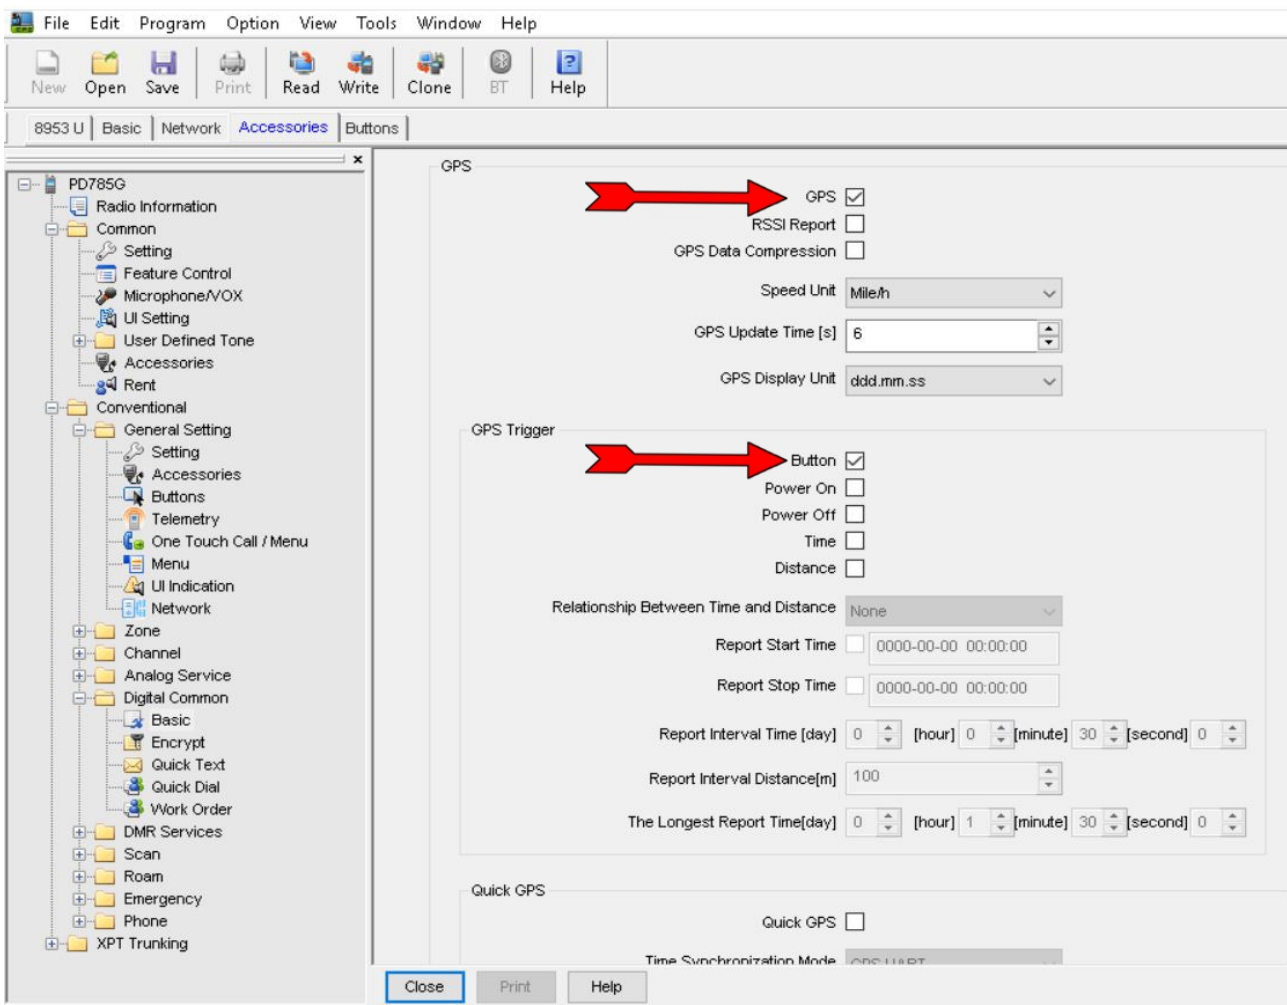 File Edit Program Option View Tools Window Help
New Open Save Print Read Write Clone BT Help
8953 U Basic Network Accessories Buttons
PD785G
Radio Information
Common
Setting
Feature Control
Microphone/VOX
UI Setting
User Defined Tone
Accessories
Rent
Conventional
General Setting
Setting
Accessories
Buttons
Telemetry
One Touch Call / Menu
Menu
UI Indication
Network
Zone
Channel
Analog Service
Digital Common
Basic
Encrypt
Quick Text
Quick Dial
Work Order
DMR Services
Scan
Roam
Emergency
Phone
XPT Trunking
GPS
GPS
RSSI Report
GPS Data Compression
Speed Unit Mile/h
GPS Update Time [s] 6
GPS Display Unit ddd.mm.ss
GPS Trigger
Button
Power On
Power Off
Time
Distance
Relationship Between Time and Distance None
Report Start Time 0000-00-00 00:00:00
Report Stop Time 0000-00-00 00:00:00
Report Interval Time [day] 0 [hour] 0 [minute] 30 [second] 0
Report Interval Distance[m] 100
The Longest Report Time[day] 0 [hour] 1 [minute] 30 [second] 0
Quick GPS
Quick GPS
Time Synchronization Mode GPS UART
Close Print Help